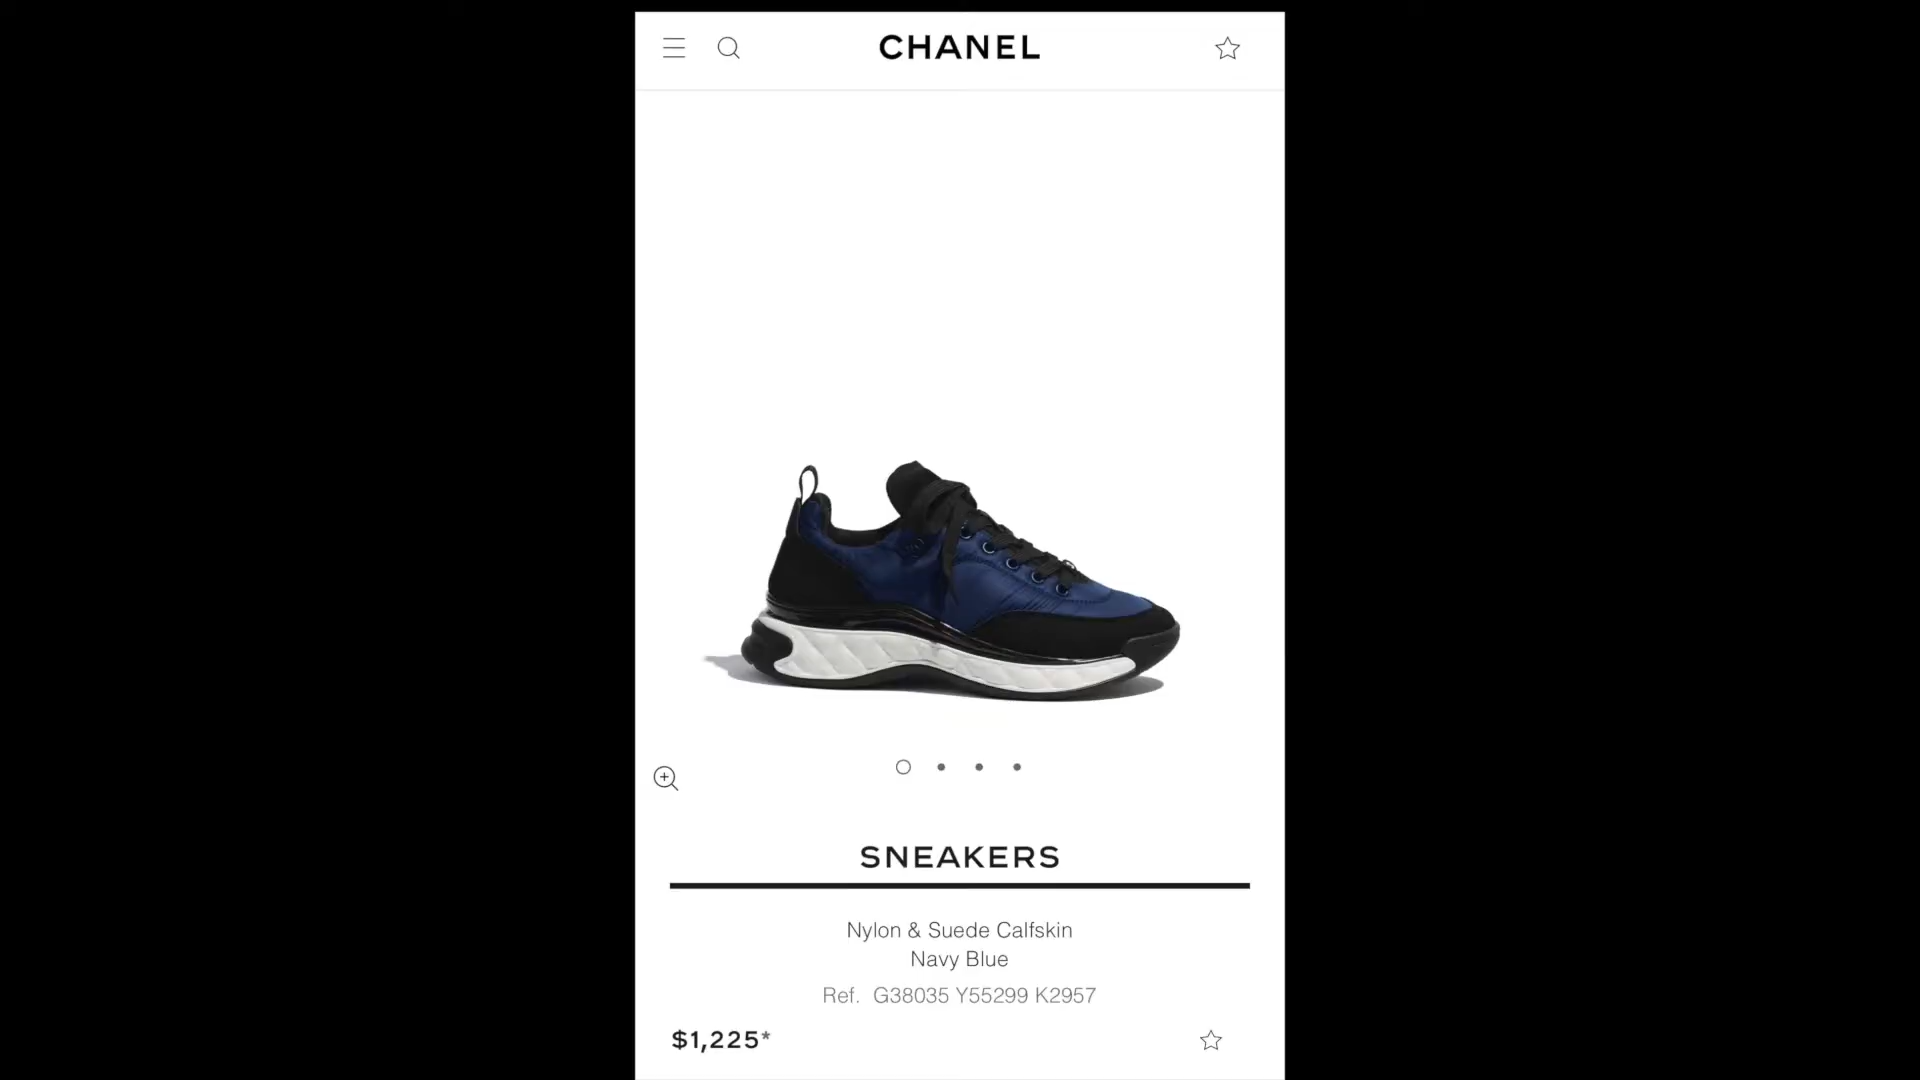 CHANEL
SNEAKERS
Nylon & Suede Calfskin
Navy Blue
Ref. G38035 Y55299 K2957
$1,225*